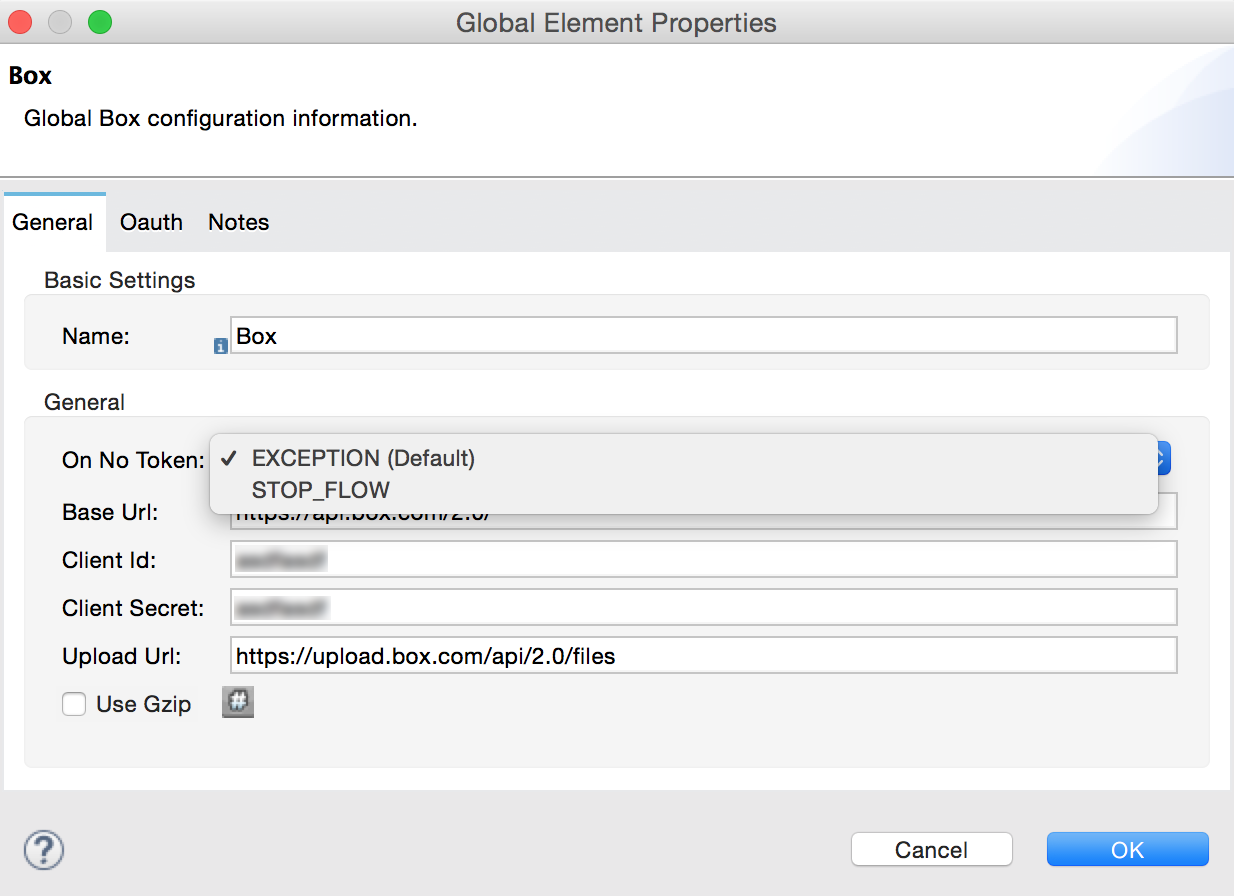 Global Element Properties
Box
Global Box configuration information.
General Oauth Notes
Basic Settings
Name: Box
General
On No Token: ✓ EXCEPTION (Default)
STOP_FLOW
Base Url: https://api.box.com/2.0/
Client Id:
Client Secret:
Upload Url: https://upload.box.com/api/2.0/files
Use Gzip #
? Cancel OK